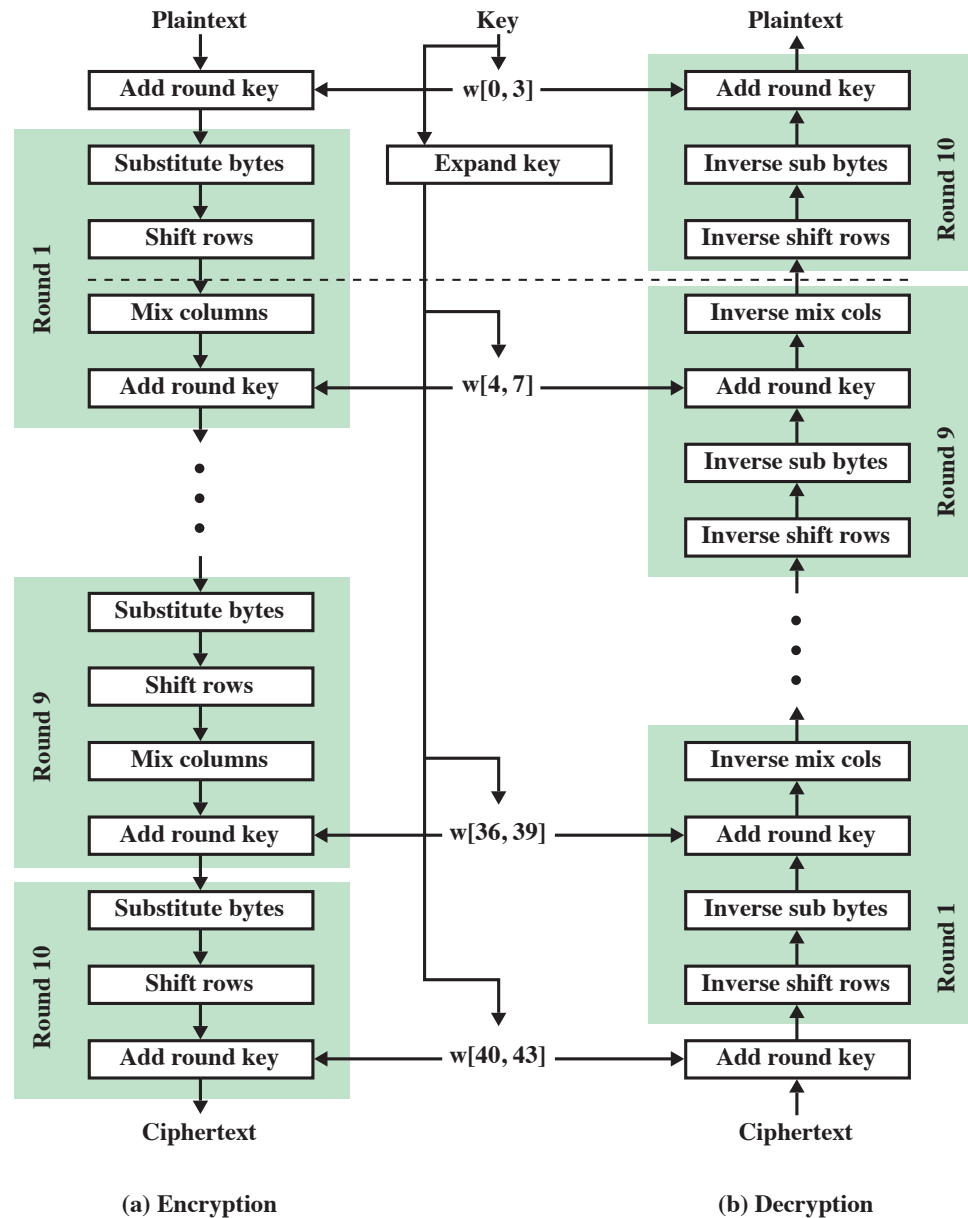 Plaintext
Key
Plaintext
Add round key
w[0, 3]
Add round key
Substitute bytes
Expand key
Inverse sub bytes
Round 10
Shift rows
Inverse shift rows
Round 1
Mix columns
Inverse mix cols
Add round key
w[4, 7]
Add round key
Inverse sub bytes
Round 9
Inverse shift rows
Substitute bytes
Shift rows
Round 9
Mix columns
Inverse mix cols
Add round key
w[36, 39]
Add round key
Substitute bytes
Inverse sub bytes
Round 1
Shift rows
Inverse shift rows
Round 10
Add round key
w[40, 43]
Add round key
Ciphertext
Ciphertext
(a) Encryption
(b) Decryption